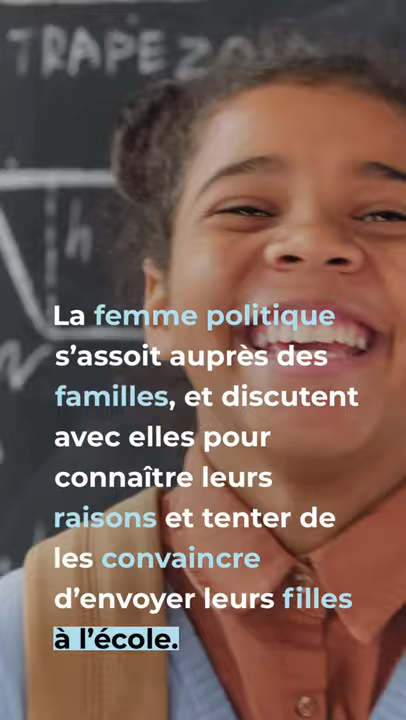 TRAPEZO
h
La femme politique
s’assoit auprès des
familles, et discutent
avec elles pour
connaître leurs
raisons et tenter de
les convaincre
d’envoyer leurs filles
à l’école.